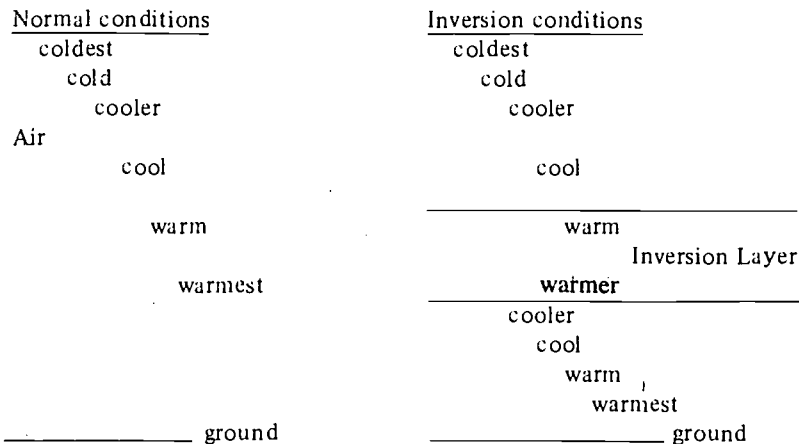 Normal conditions
coldest
cold
cooler
Air
cool
warm
warmest
ground
Inversion conditions
coldest
cold
cooler
cool
warm
Inversion Layer
warmer
cooler
cool
warm
warmest
ground